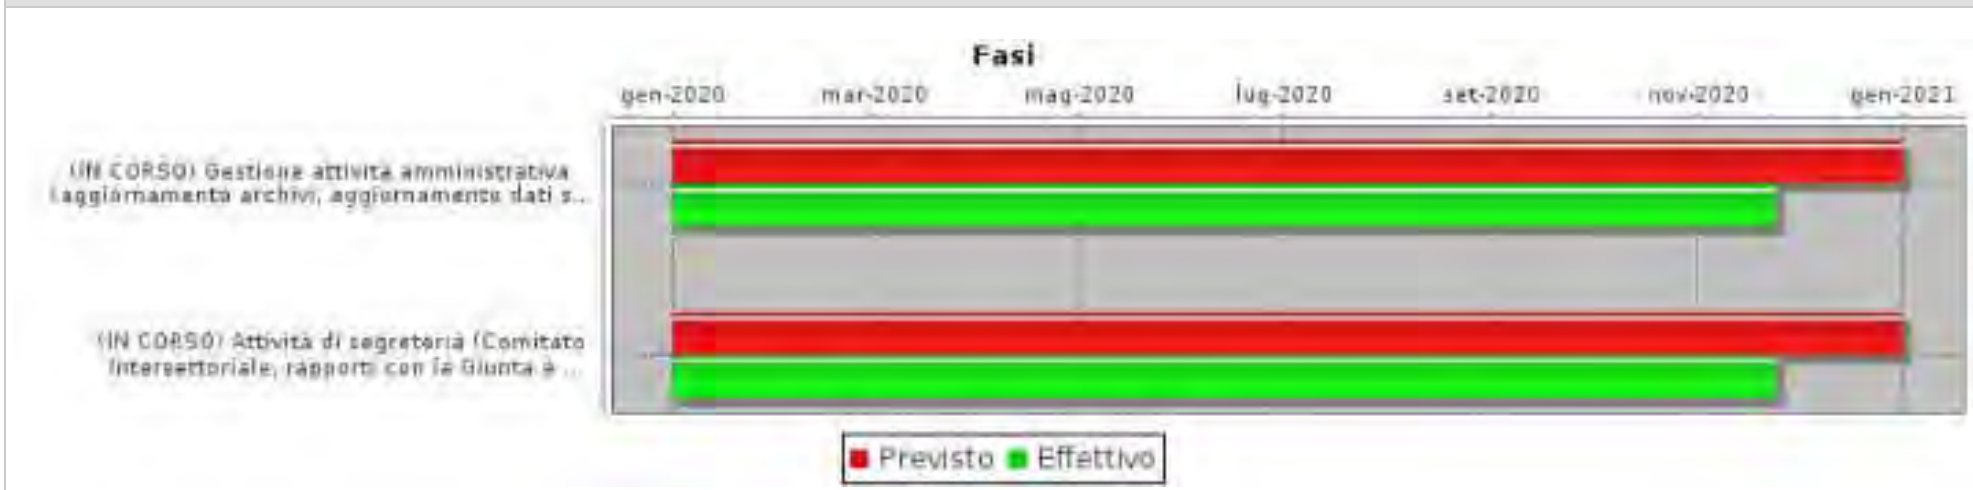 Fasi
gen-2020 mar-2020 mag-2020 lug-2020 set-2020 nov-2020 gen-2021
(IN CORSO) Gestione attività amministrativa
(aggiornamento archivi, aggiornamento dati s...
(IN CORSO) Attività di segreteria (Comitato
Intersettoriale, rapporti con la Giunta e ...
Previsto Effettivo